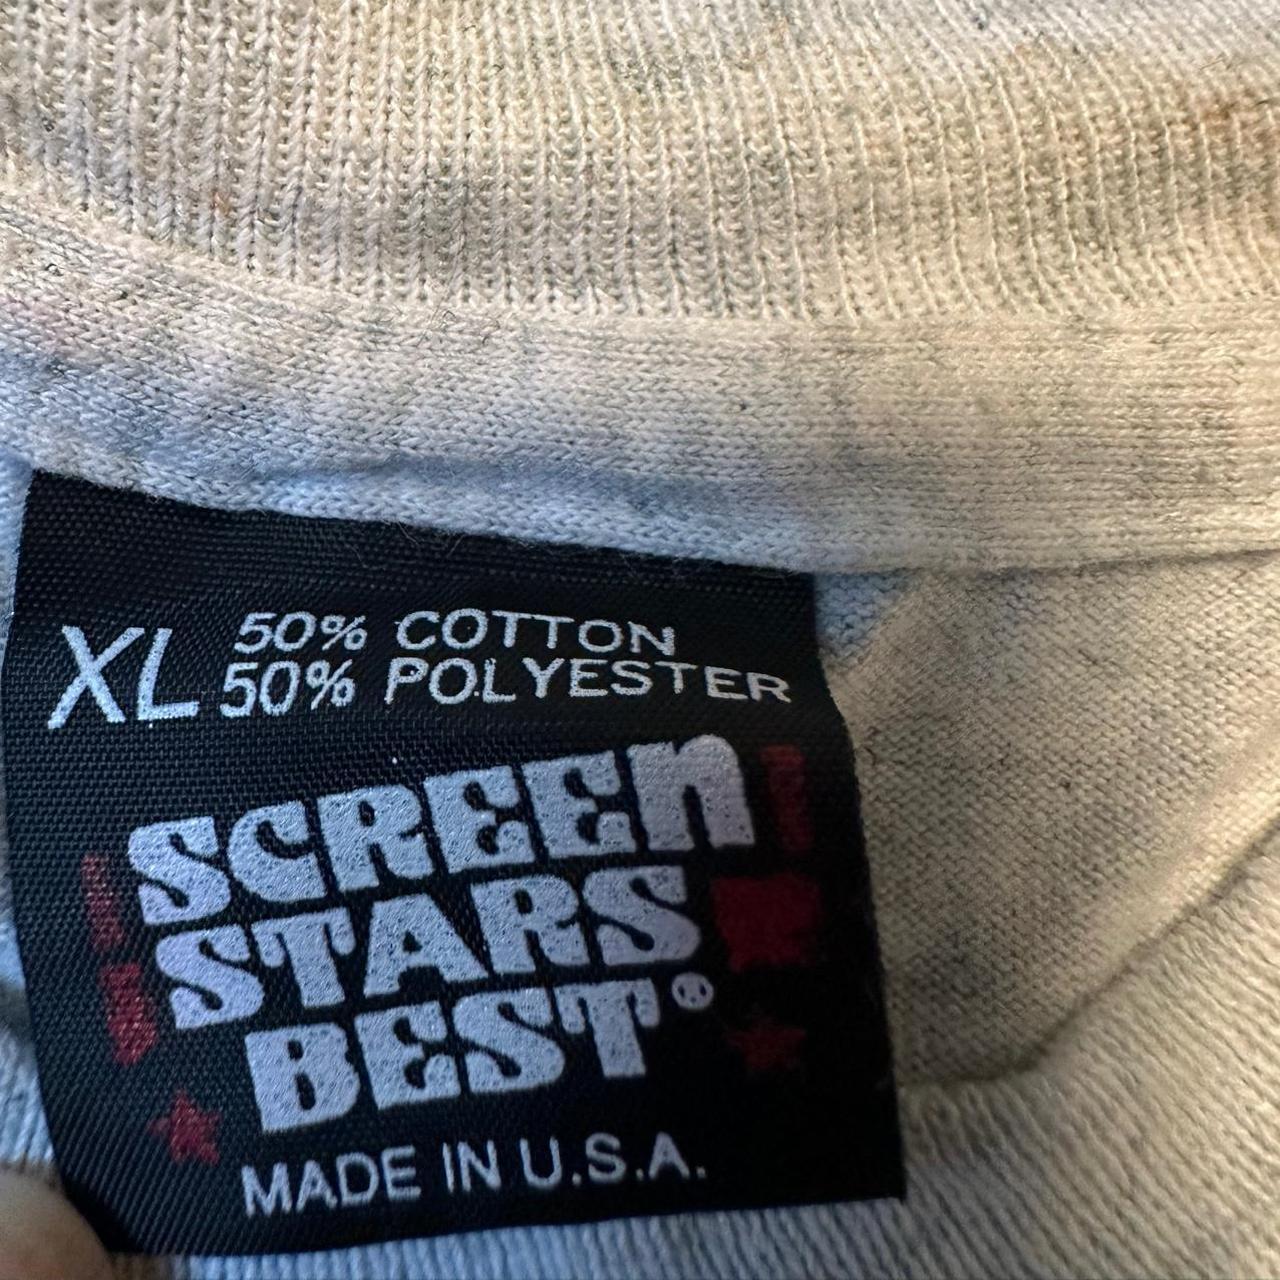 XL 50% COTTON
50% POLYESTER
SCREEN
STARS
BEST®
MADE IN U.S.A.